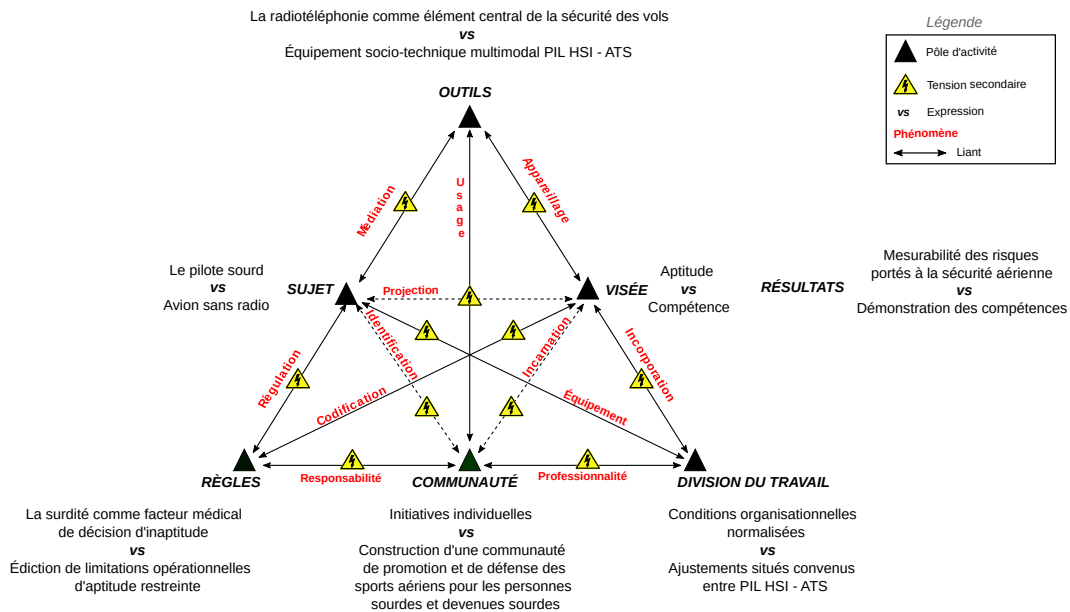 La radiotéléphonie comme élément central de la sécurité des vols
vs
Équipement socio-technique multimodal PIL HSI - ATS
Légende
Pôle d'activité
Tension secondaire
vs Expression
Phénomène
Liant
OUTILS
Médiation
Usage
Appareillage
Le pilote sourd
vs
Avion sans radio
SUJET
Projection
VISÉE
Aptitude
vs
Compétence
RÉSULTATS
Mesurabilité des risques
portés à la sécurité aérienne
vs
Démonstration des compétences
Identification
Incarnation
Régulation
Codification
Équipement
Incorporation
RÈGLES
Responsabilité
COMMUNAUTÉ
Professionnalité
DIVISION DU TRAVAIL
La surdité comme facteur médical
de décision d'inaptitude
vs
Édiction de limitations opérationnelles
d'aptitude restreinte
Initiatives individuelles
vs
Construction d'une communauté
de promotion et de défense des
sports aériens pour les personnes
sourdes et devenues sourdes
Conditions organisationnelles
normalisées
vs
Ajustements situés convenus
entre PIL HSI - ATS